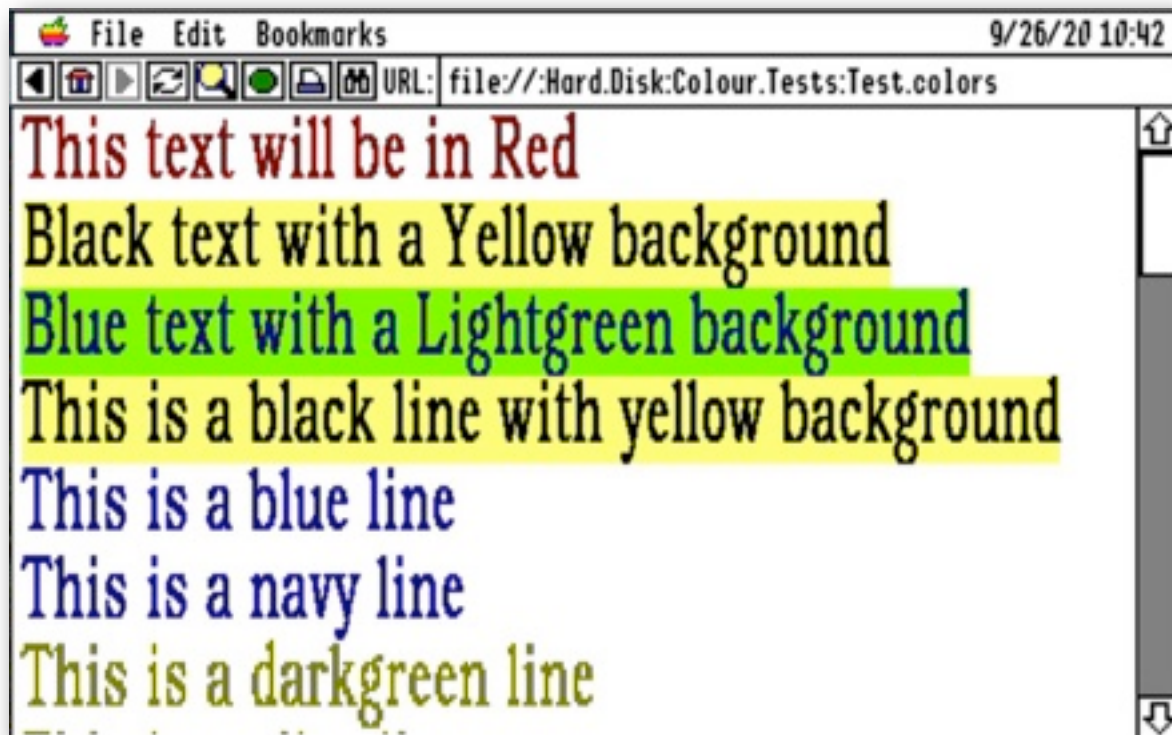 File Edit Bookmarks 9/26/20 10:42
URL: file://:Hard.Disk:Colour.Tests:Test.colors
This text will be in Red
Black text with a Yellow background
Blue text with a Lightgreen background
This is a black line with yellow background
This is a blue line
This is a navy line
This is a darkgreen line